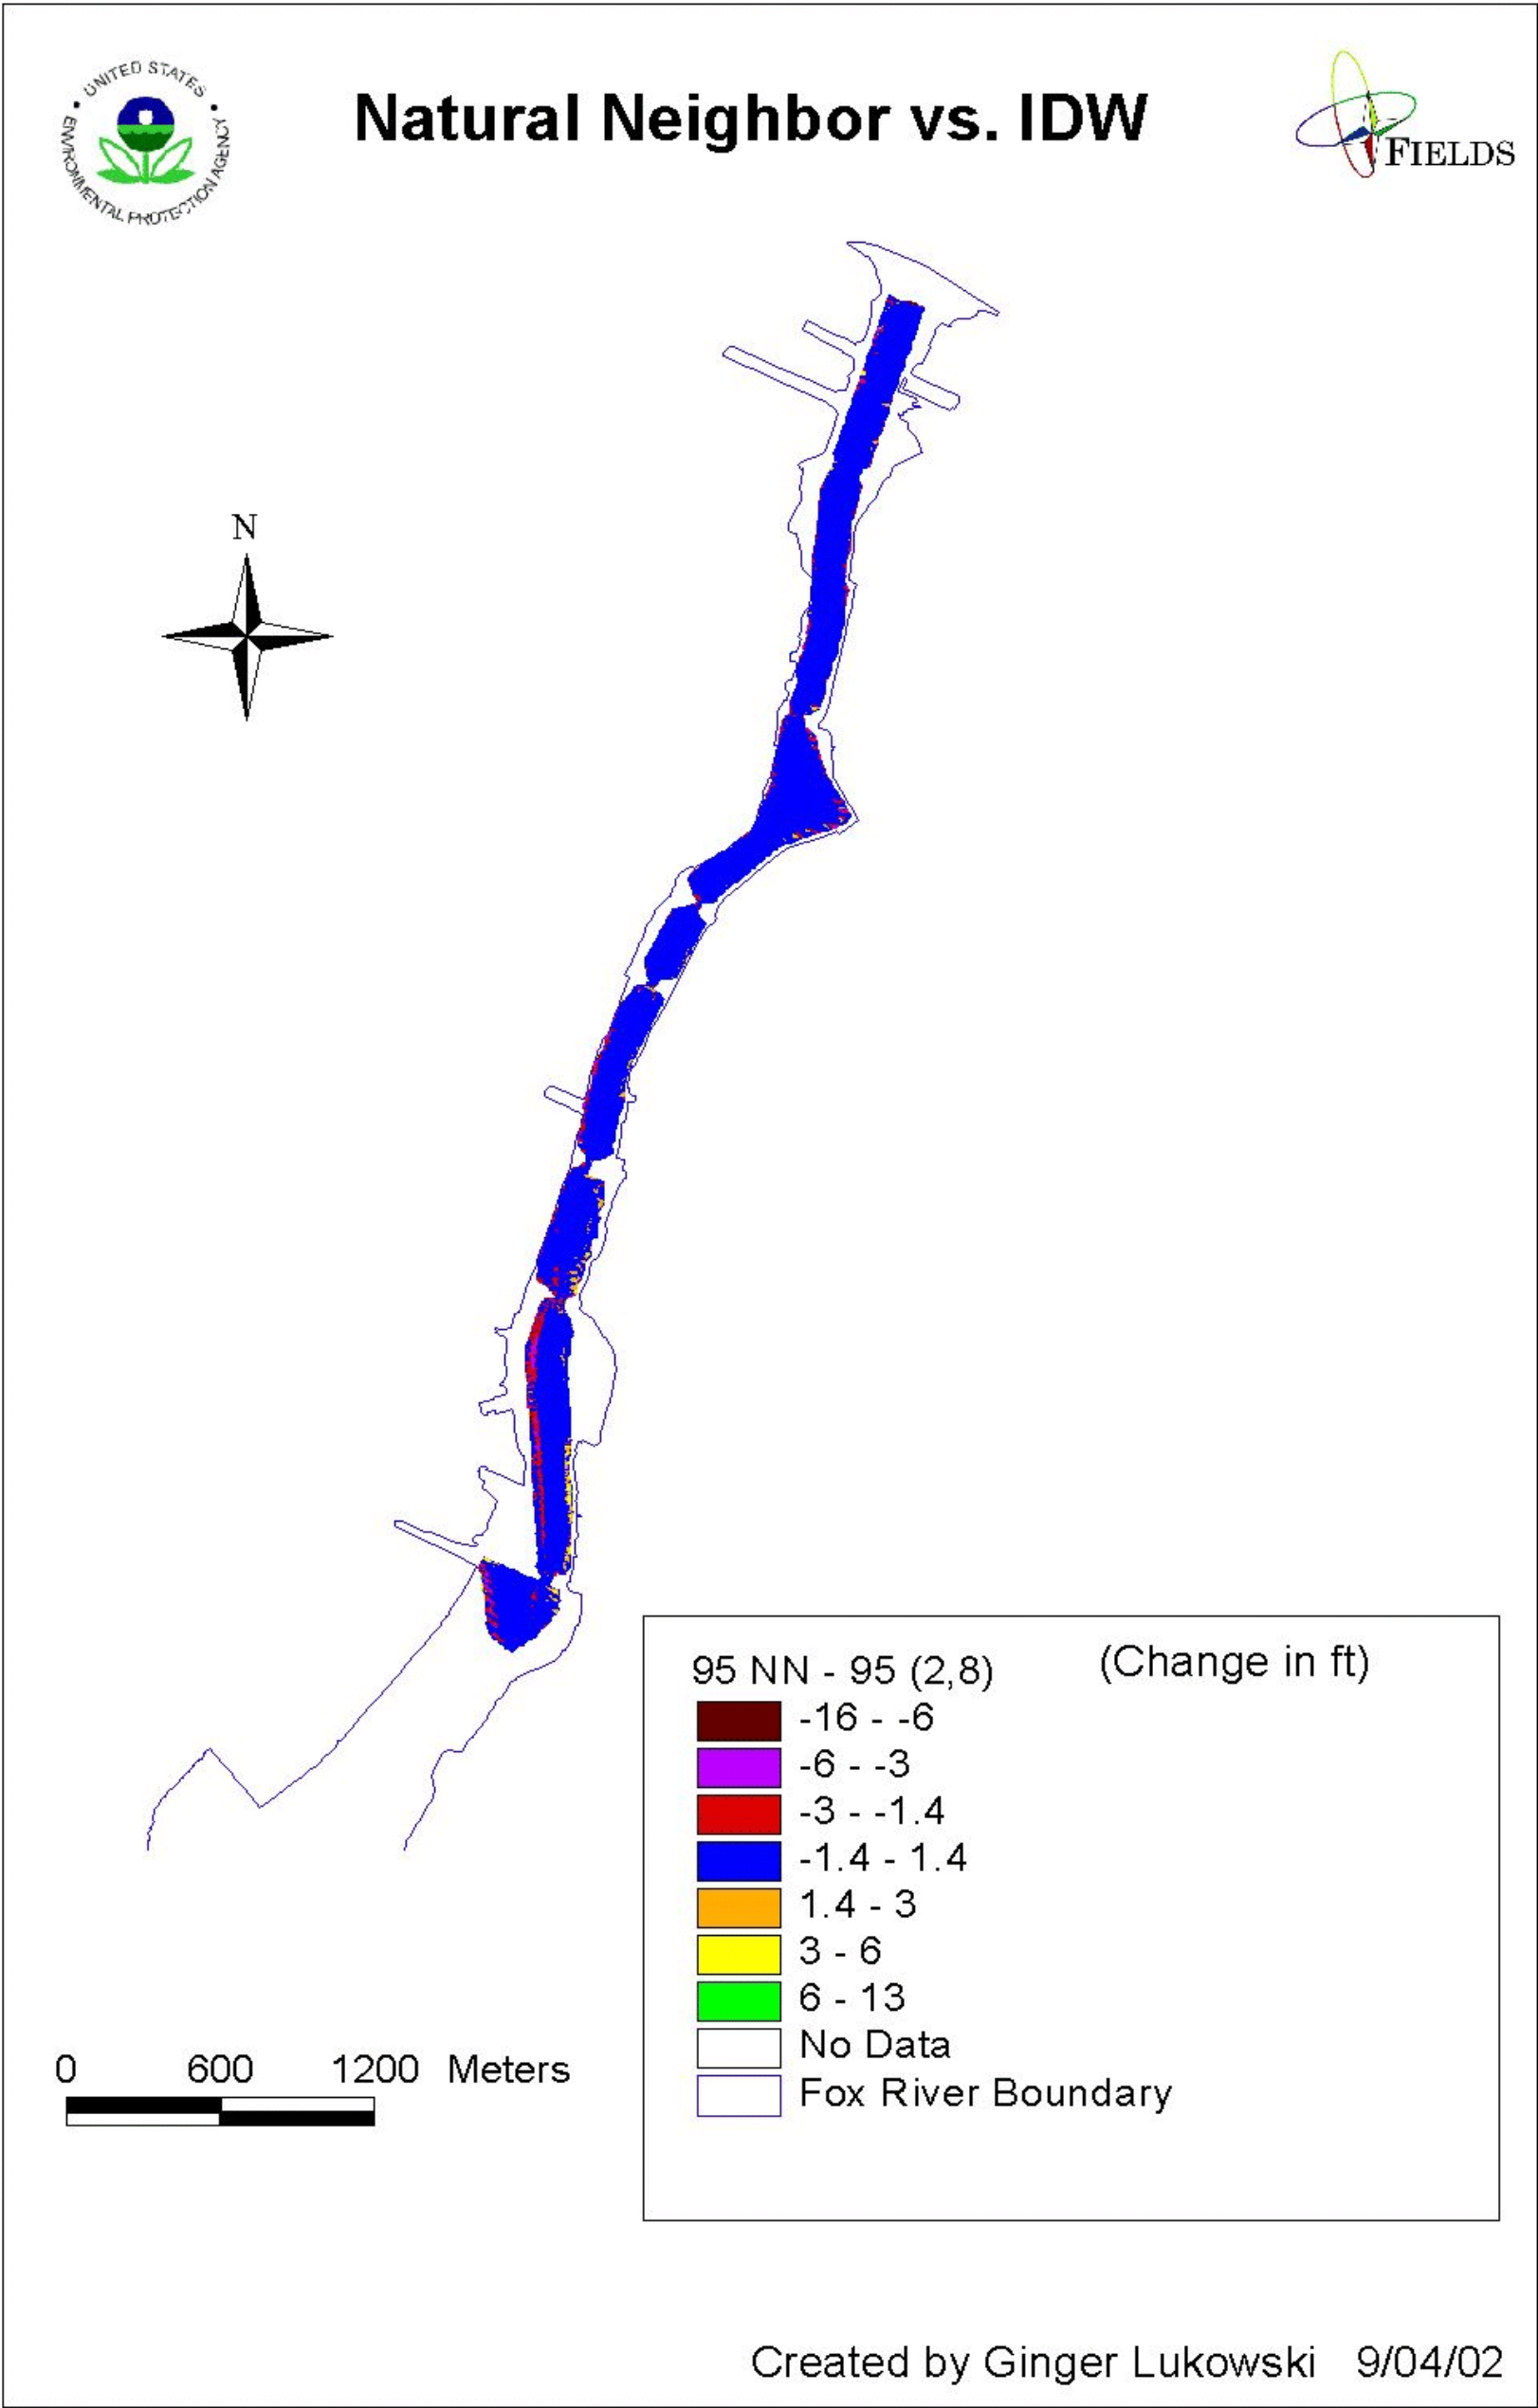 UNITED STATES
ENVIRONMENTAL PROTECTION AGENCY
Natural Neighbor vs. IDW
FIELDS
N
95 NN - 95 (2,8) (Change in ft)
-16 - -6
-6 - -3
-3 - -1.4
-1.4 - 1.4
1.4 - 3
3 - 6
6 - 13
No Data
Fox River Boundary
0 600 1200 Meters
Created by Ginger Lukowski 9/04/02